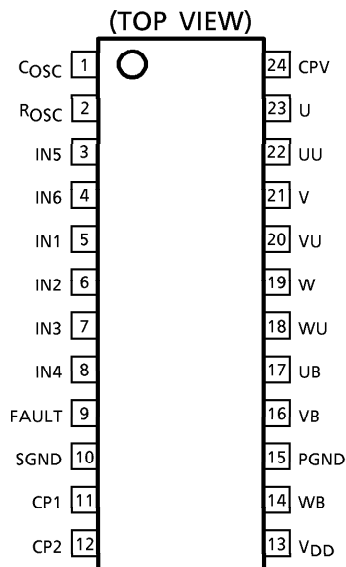 (TOP VIEW)
COSC 1 24 CPV
ROSC 2 23 U
IN5 3 22 UU
IN6 4 21 V
IN1 5 20 VU
IN2 6 19 W
IN3 7 18 WU
IN4 8 17 UB
FAULT 9 16 VB
SGND 10 15 PGND
CP1 11 14 WB
CP2 12 13 VDD